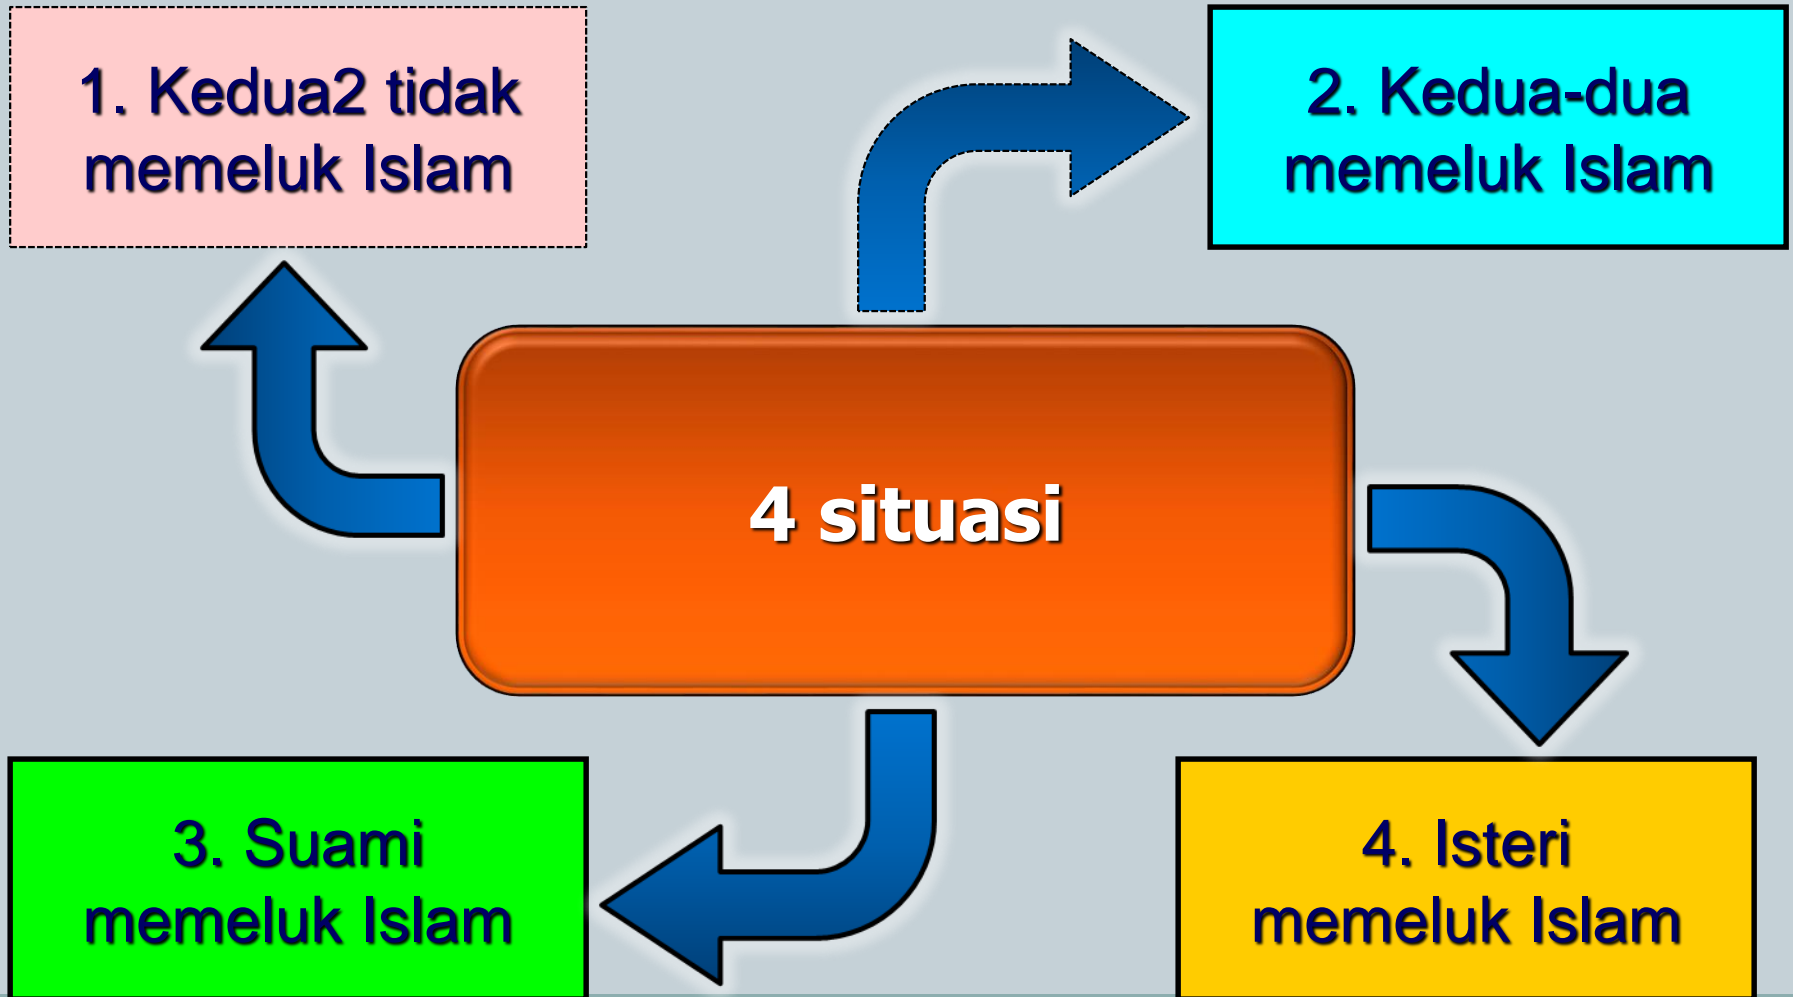 1. Kedua2 tidak
memeluk Islam
2. Kedua-dua
memeluk Islam
4 situasi
3. Suami
memeluk Islam
4. Isteri
memeluk Islam